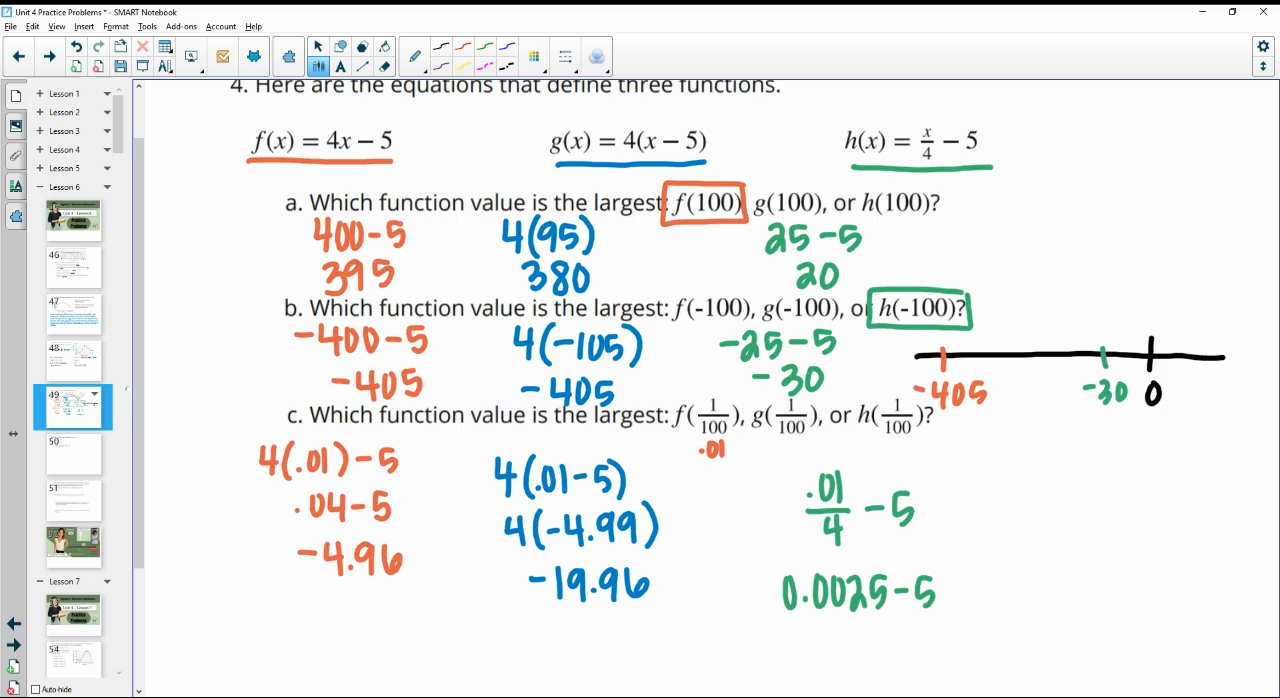 Unit 4 Practice Problems * - SMART Notebook
File Edit View Insert Format Tools Add-ons Account Help
Lesson 1
Lesson 2
Lesson 3
Lesson 4
Lesson 5
Lesson 6
46
47
48
49
50
51
Lesson 7
54
Auto-hide
4. Here are the equations that define three functions.
f(x) = 4x − 5 g(x) = 4(x − 5) h(x) = x/4 − 5
a. Which function value is the largest: f(100), g(100), or h(100)?
400-5 4(95) 25-5
395 380 20
b. Which function value is the largest: f(-100), g(-100), or h(-100)?
-400-5 4(-105) -25-5
-405 -405 -30
-405 -30 0
c. Which function value is the largest: f(1/100), g(1/100), or h(1/100)?
.01
4(.01)-5 4(.01-5) .01/4 -5
.04-5 4(-4.99)
-4.96 -19.96 0.0025-5